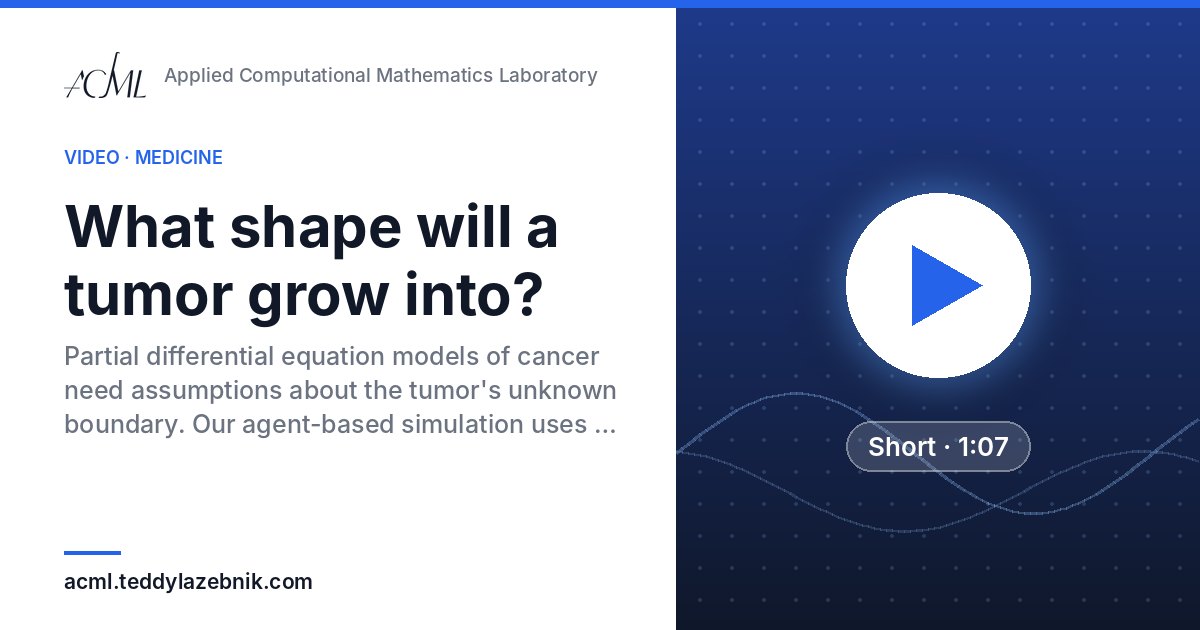 ACML
Applied Computational Mathematics Laboratory
VIDEO · MEDICINE
What shape will a
tumor grow into?
Partial differential equation models of cancer
need assumptions about the tumor's unknown
boundary. Our agent-based simulation uses ...
Short · 1:07
acml.teddylazebnik.com